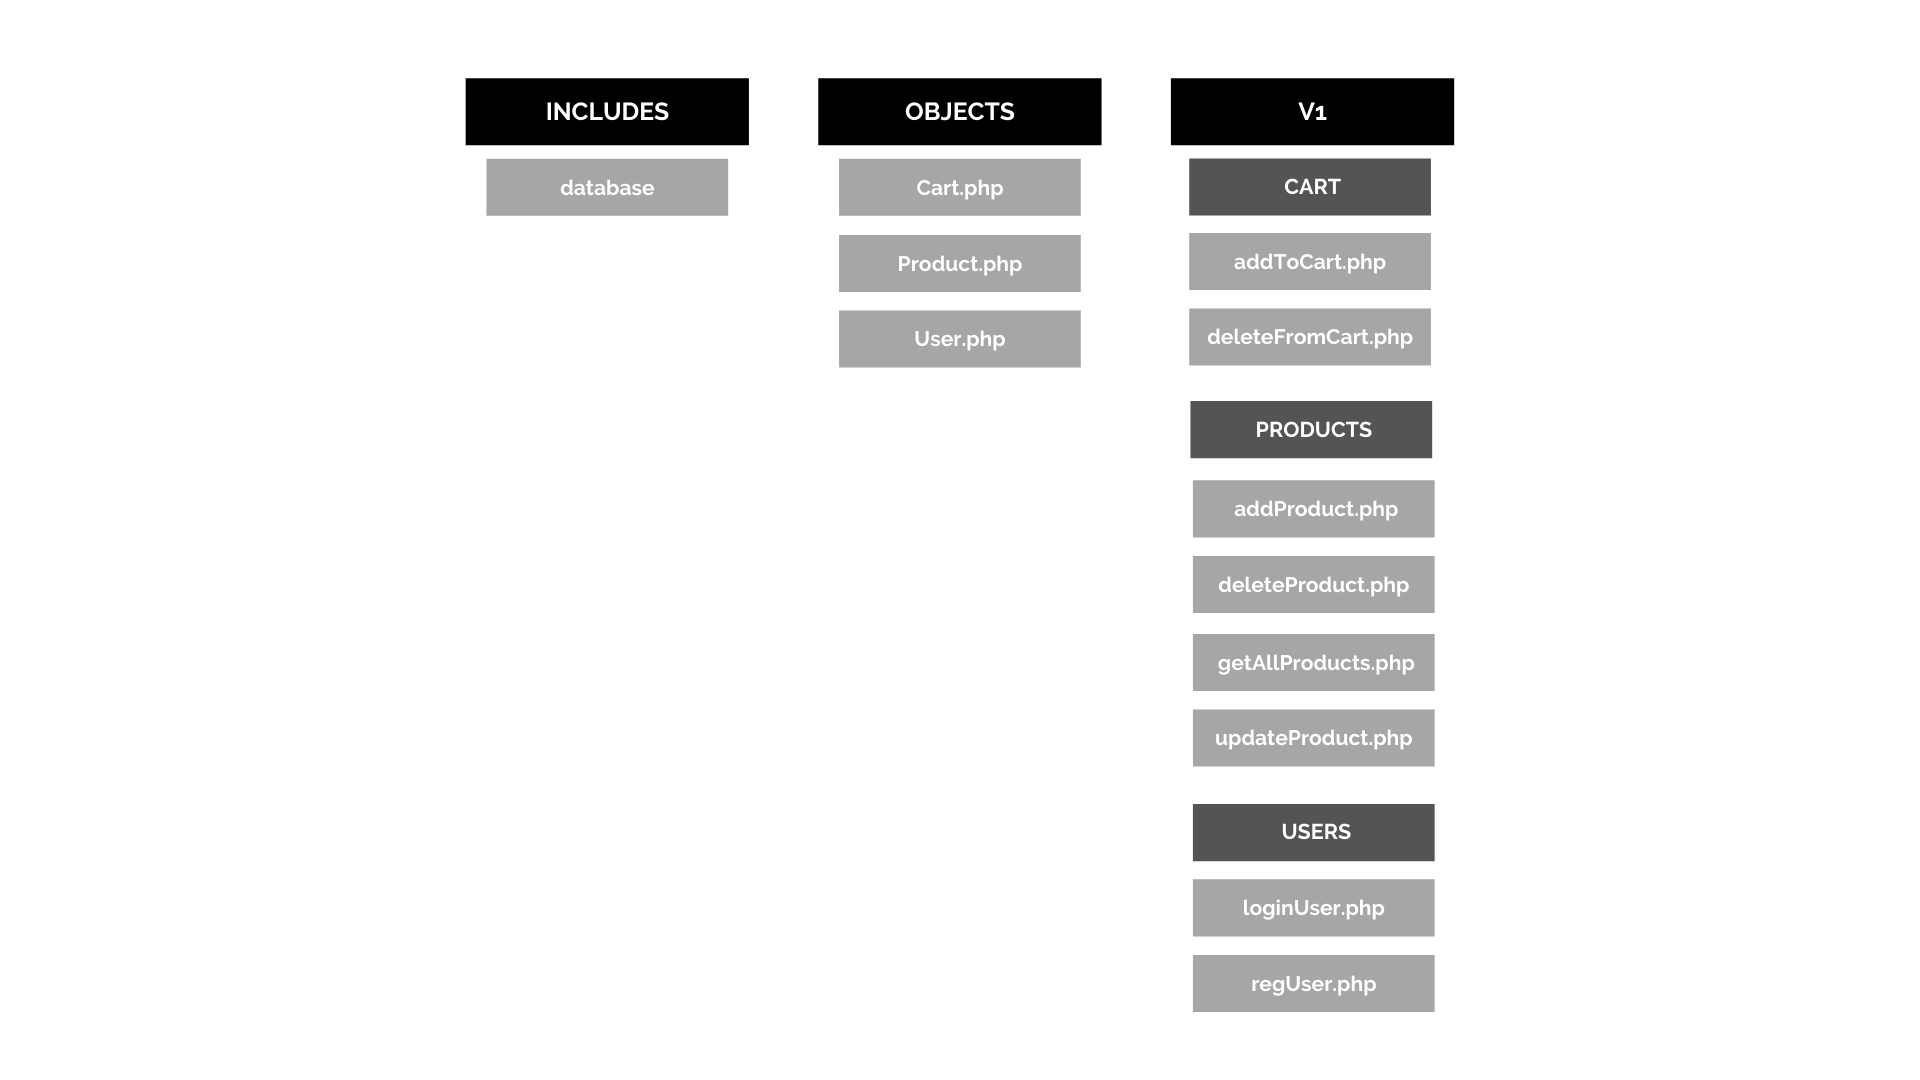 INCLUDES
database
OBJECTS
Cart.php
Product.php
User.php
V1
CART
addToCart.php
deleteFromCart.php
PRODUCTS
addProduct.php
deleteProduct.php
getAllProducts.php
updateProduct.php
USERS
loginUser.php
regUser.php